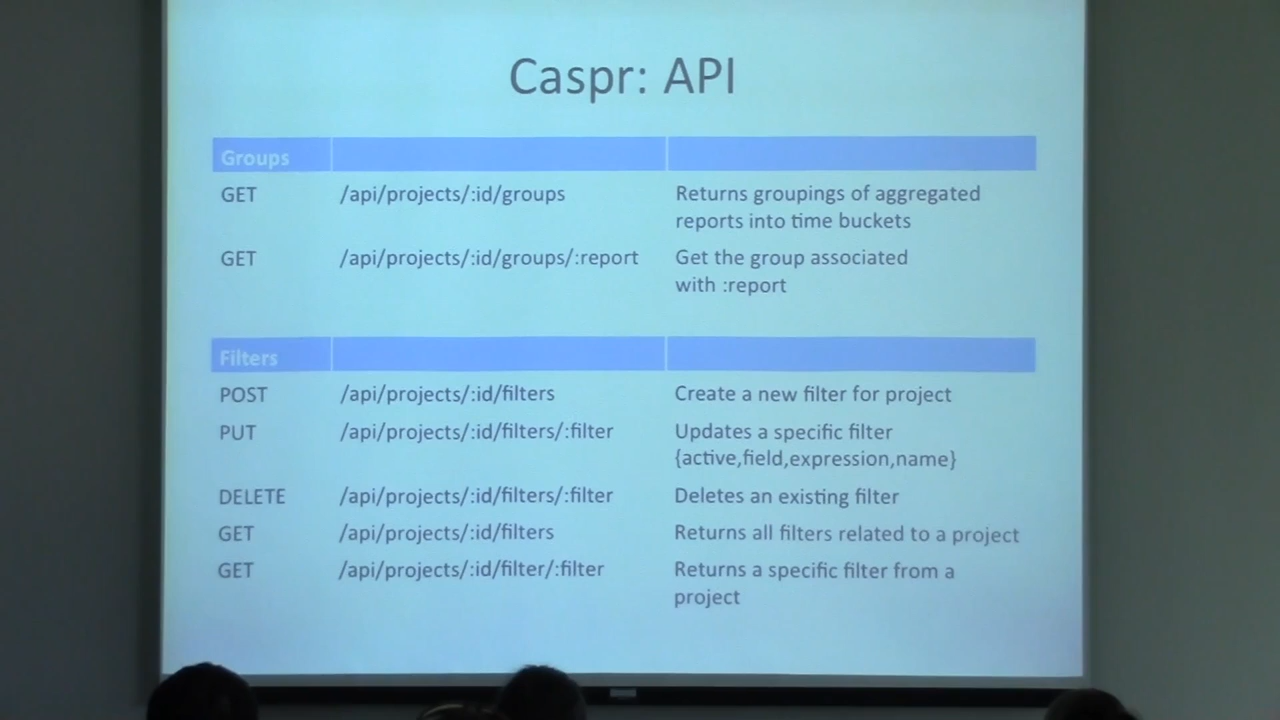 Caspr: API
Groups
GET /api/projects/:id/groups Returns groupings of aggregated
reports into time buckets
GET /api/projects/:id/groups/:report Get the group associated
with :report
Filters
POST /api/projects/:id/filters Create a new filter for project
PUT /api/projects/:id/filters/:filter Updates a specific filter
{active,field,expression,name}
DELETE /api/projects/:id/filters/:filter Deletes an existing filter
GET /api/projects/:id/filters Returns all filters related to a project
GET /api/projects/:id/filter/:filter Returns a specific filter from a
project